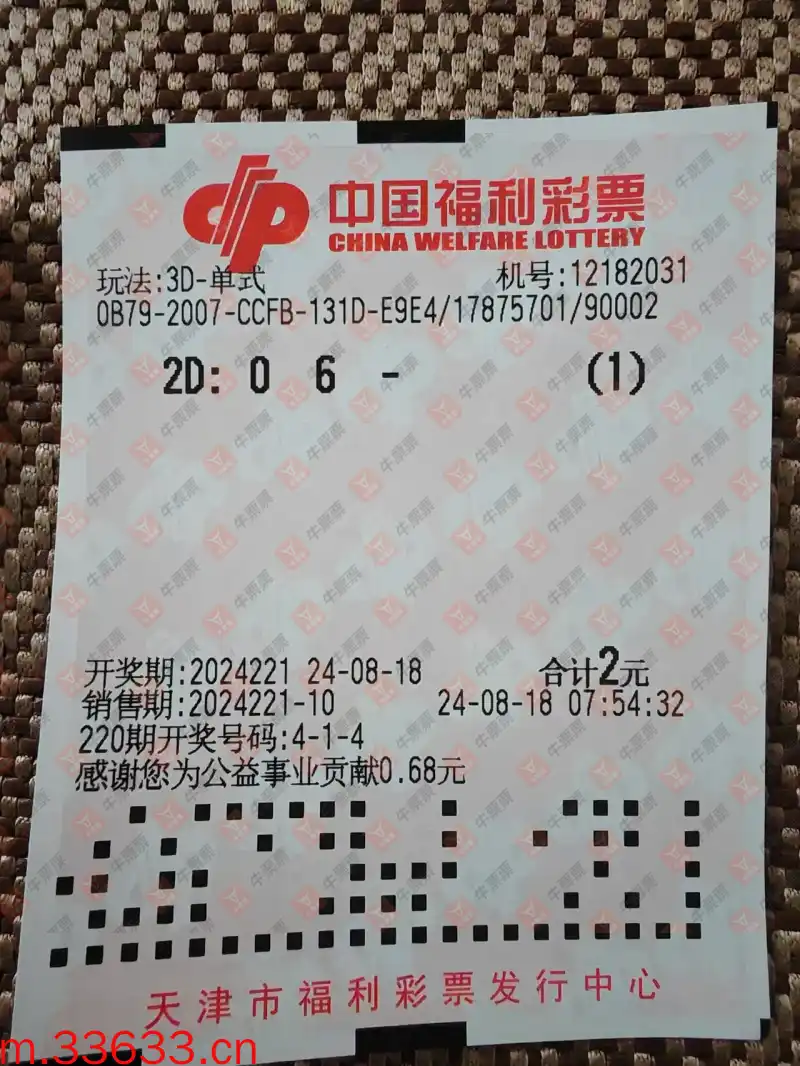 中国福利彩票
CHINA WELFARE LOTTERY
玩法:3D-单式 机号:12182031
0B79-2007-CCFB-131D-E9E4/17875701/90002
2D: 0 6 - (1)
开奖期:2024221 24-08-18 合计2元
销售期:2024221-10 24-08-18 07:54:32
220期开奖号码:4-1-4
感谢您为公益事业贡献0.68元
天津市福利彩票发行中心
m.33633.cn
牛票票